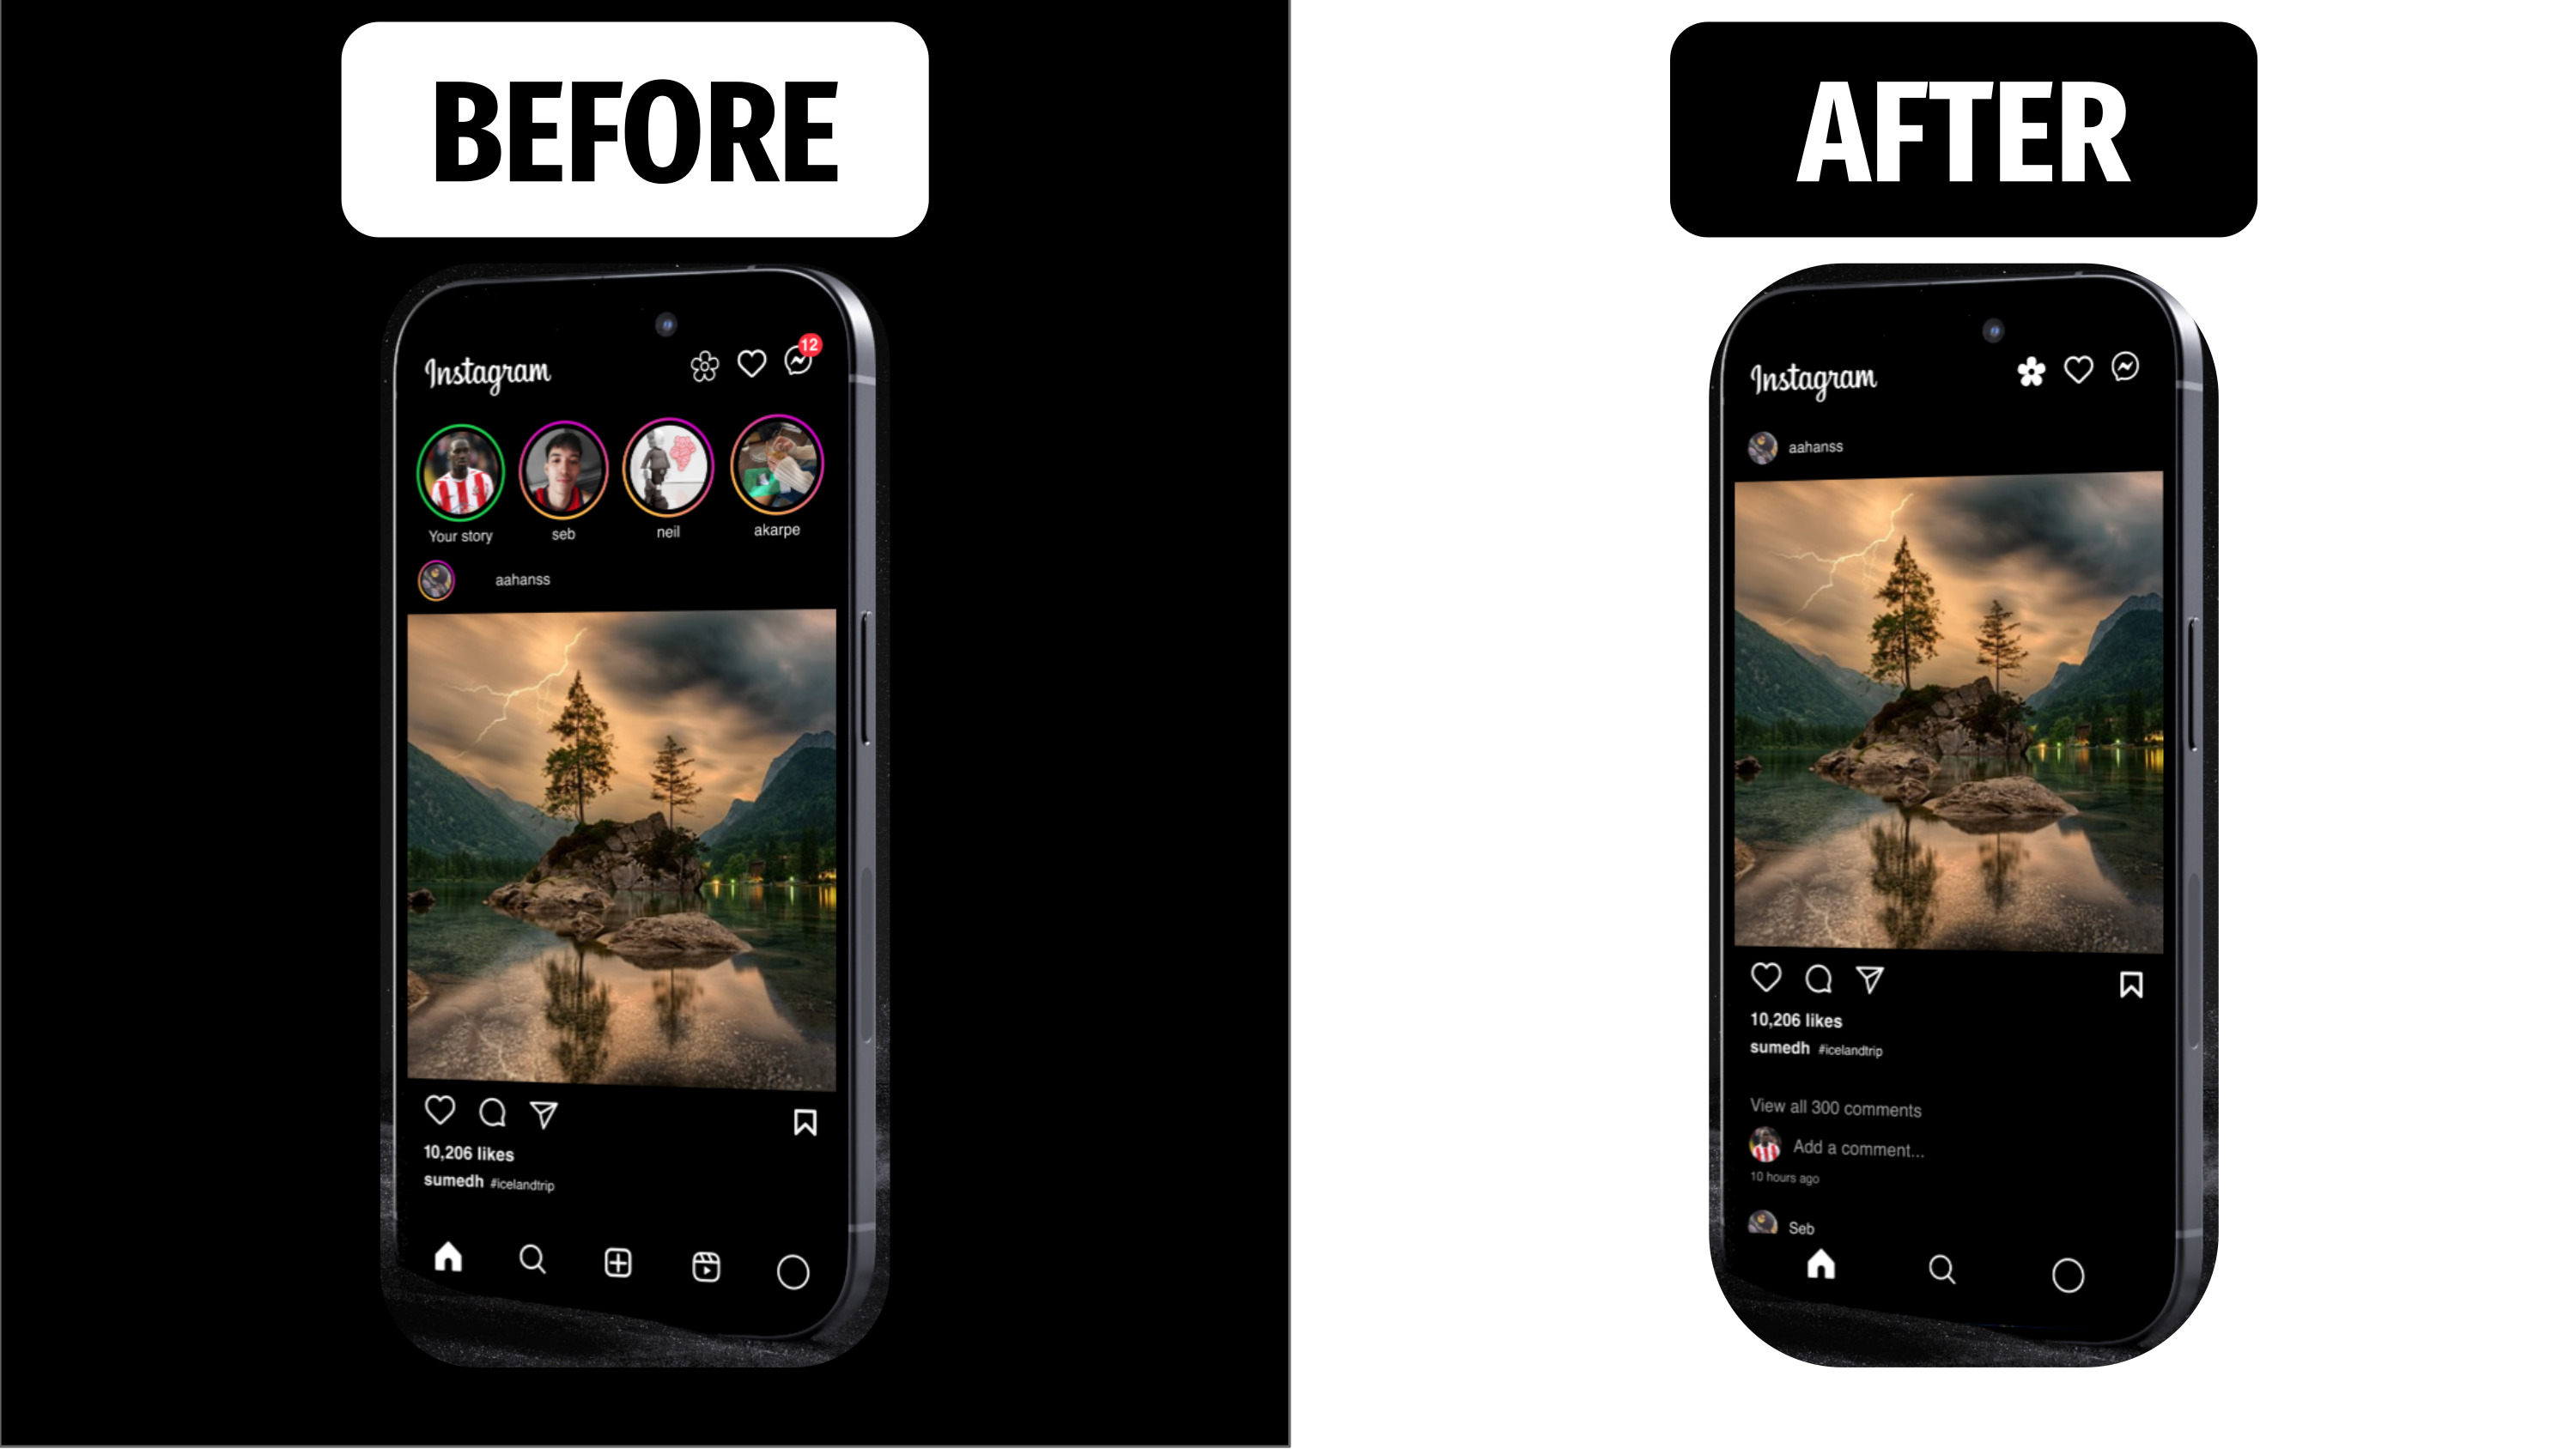 BEFORE
Instagram
12
Your story
seb
neil
akarpe
aahanss
10,206 likes
sumedh #icelandtrip
AFTER
Instagram
aahanss
10,206 likes
sumedh #icelandtrip
View all 300 comments
Add a comment...
10 hours ago
Seb